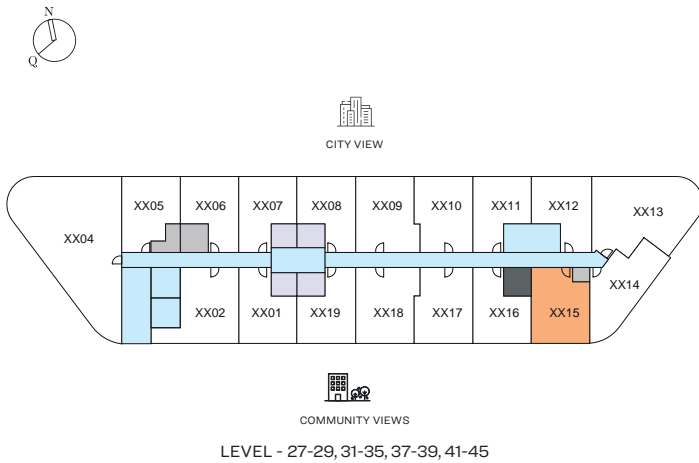 N
Q
CITY VIEW
XX05 XX06 XX07 XX08 XX09 XX10 XX11 XX12
XX04 XX13
XX14
XX02 XX01 XX19 XX18 XX17 XX16 XX15
COMMUNITY VIEWS
LEVEL - 27-29, 31-35, 37-39, 41-45